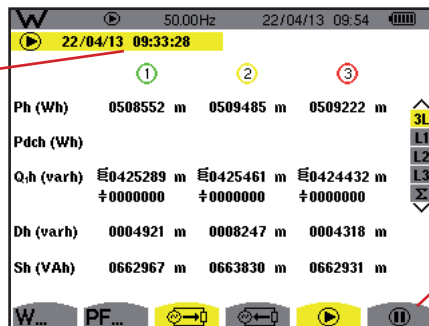 W 50.00Hz 22/04/13 09:54
22/04/13 09:33:28
1 2 3
Ph (Wh) 0508552 m 0509485 m 0509222 m
3L
Pdch (Wh)
L1
L2
Q₁h (varh) 0425289 m 0425461 m 0424432 m
L3
÷0000000 ÷0000000 ÷0000000
Σ
Dh (varh) 0004921 m 0008247 m 0004318 m
Sh (VAh) 0662967 m 0663830 m 0662931 m
W... PF...